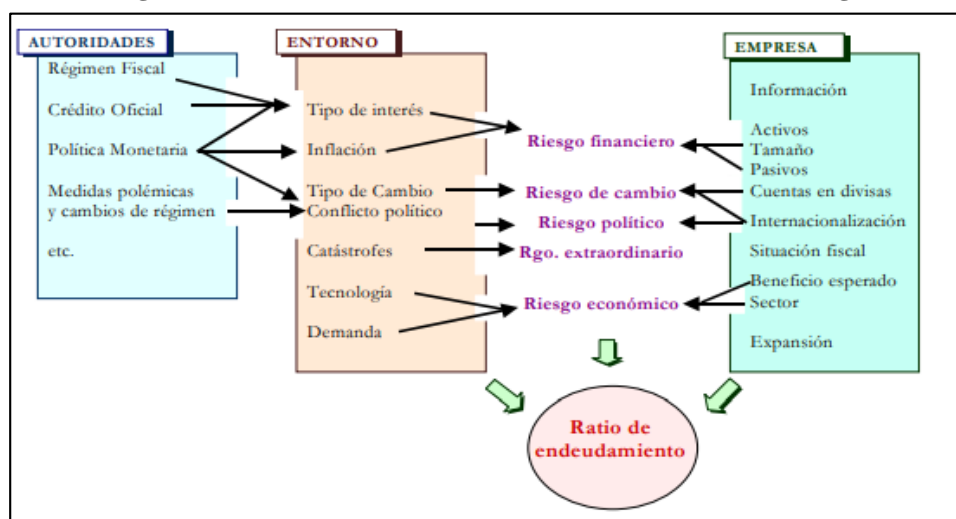 AUTORIDADES
Régimen Fiscal
Crédito Oficial
Política Monetaria
Medidas polémicas
y cambios de régimen
etc.
ENTORNO
Tipo de interés
Inflación
Tipo de Cambio
Conflicto político
Catástrofes
Tecnología
Demanda
Riesgo financiero
Riesgo de cambio
Riesgo político
Rgo. extraordinario
Riesgo económico
EMPRESA
Información
Activos
Tamaño
Pasivos
Cuentas en divisas
Internacionalización
Situación fiscal
Beneficio esperado
Sector
Expansión
Ratio de
endeudamiento